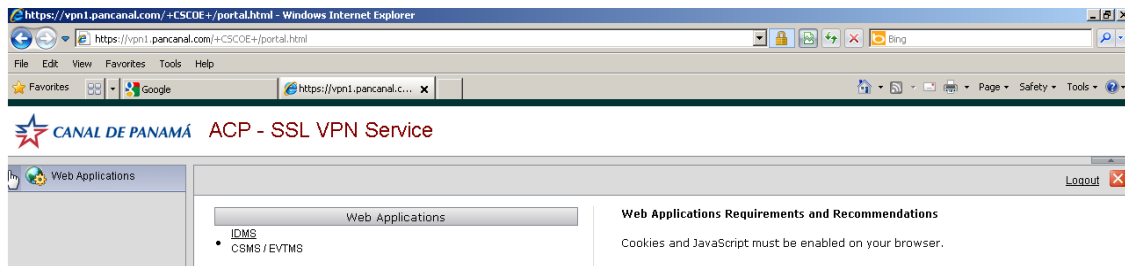 https://vpn1.pancanal.com/+CSCOE+/portal.html - Windows Internet Explorer
https://vpn1.pancanal.com/+CSCOE+/portal.html
Bing
File Edit View Favorites Tools Help
Favorites
Google
https://vpn1.pancanal.c...
Page
Safety
Tools
CANAL DE PANAMÁ
ACP - SSL VPN Service
Web Applications
Logout
Web Applications
IDMS
CSMS / EVTMS
Web Applications Requirements and Recommendations
Cookies and JavaScript must be enabled on your browser.